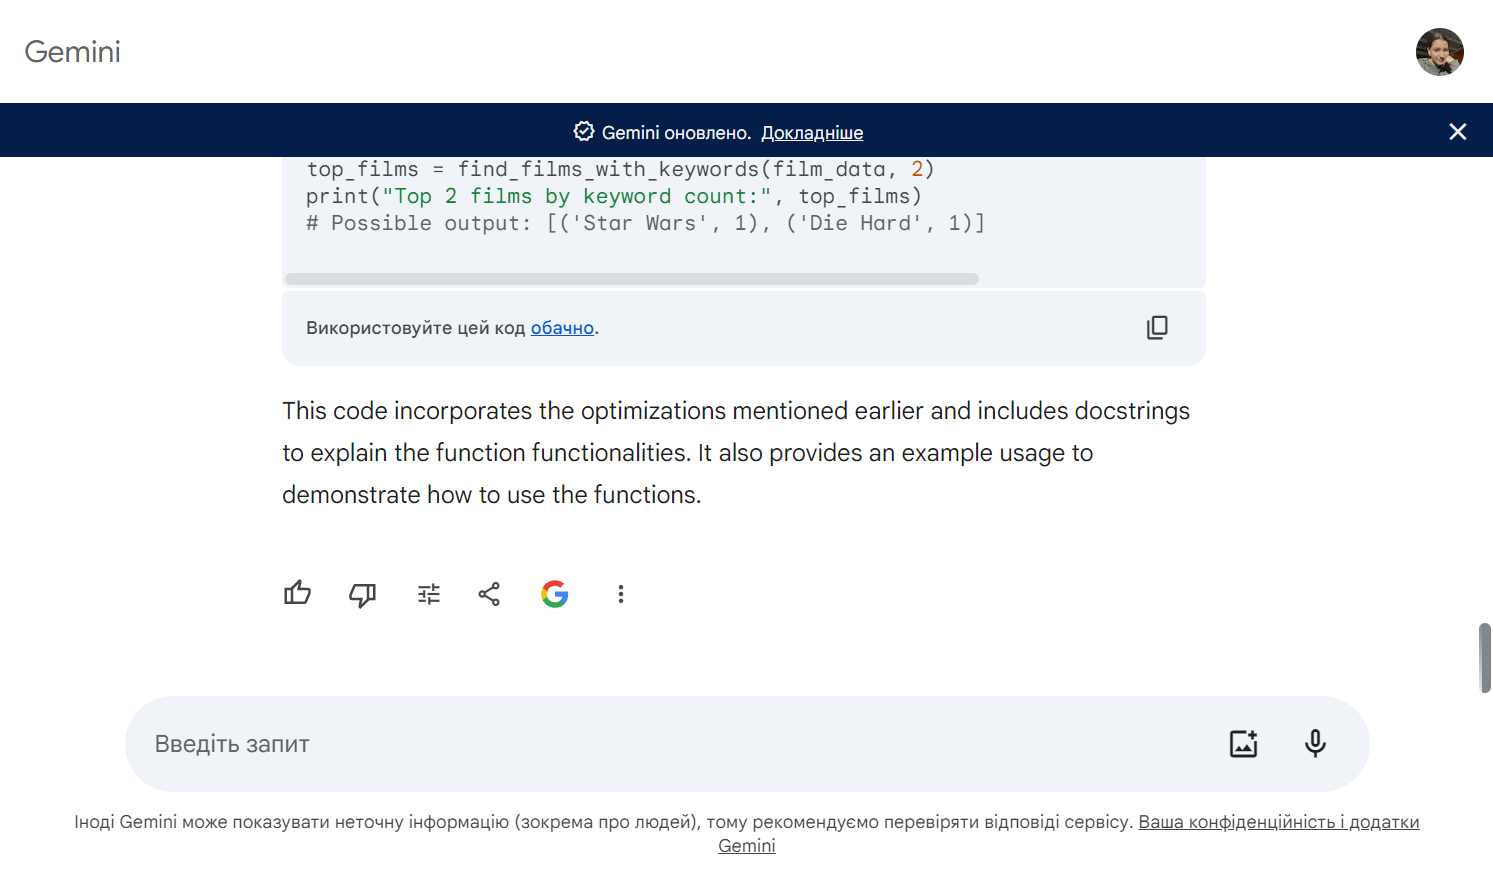 Gemini
Gemini оновлено. Докладніше
top_films = find_films_with_keywords(film_data, 2)
print("Top 2 films by keyword count:", top_films)
# Possible output: [('Star Wars', 1), ('Die Hard', 1)]
Використовуйте цей код обачно.
This code incorporates the optimizations mentioned earlier and includes docstrings
to explain the function functionalities. It also provides an example usage to
demonstrate how to use the functions.
Введіть запит
Іноді Gemini може показувати неточну інформацію (зокрема про людей), тому рекомендуємо перевіряти відповіді сервісу. Ваша конфіденційність і додатки
Gemini